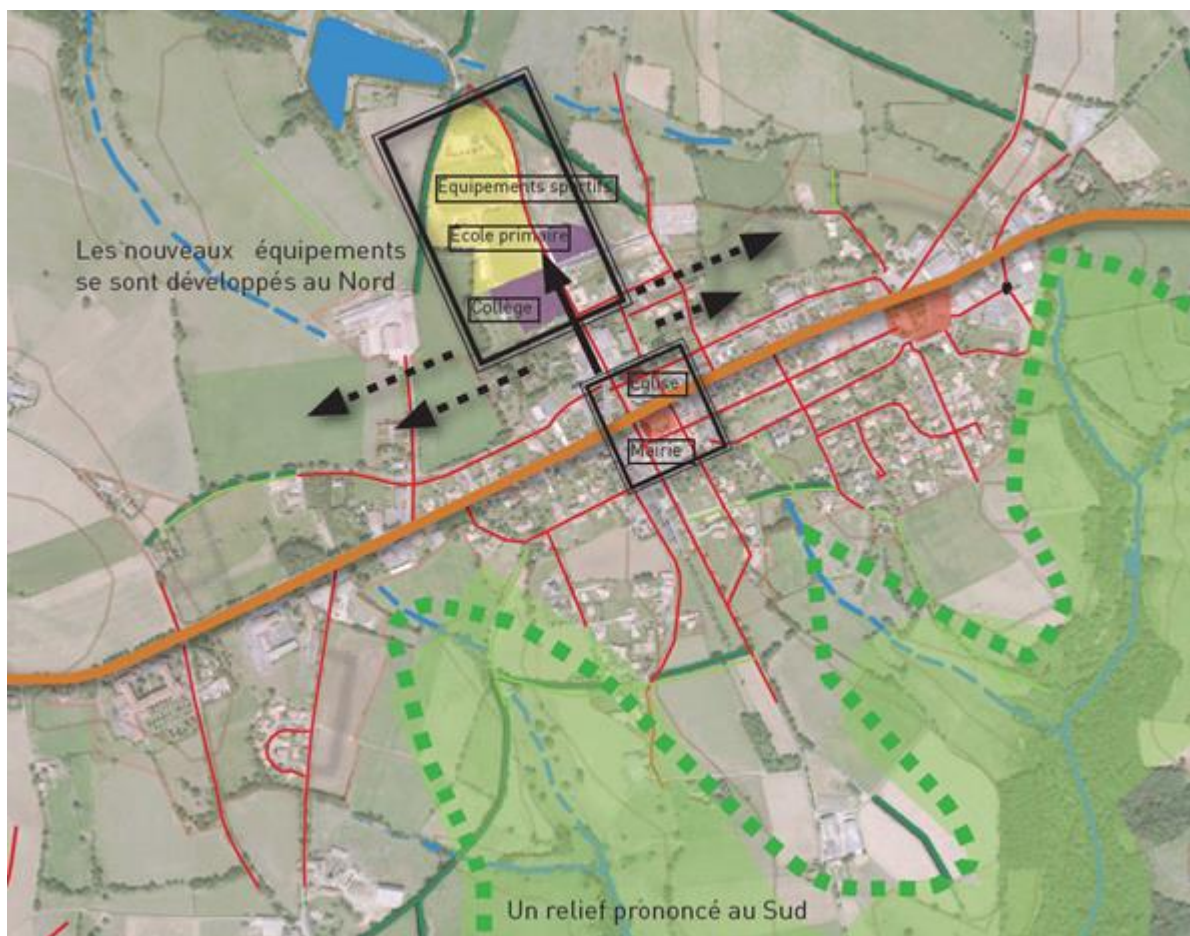 Equipements sportifs
Ecole primaire
Les nouveaux équipements
se sont développés au Nord
Collège
Eglise
Mairie
Un relief prononcé au Sud